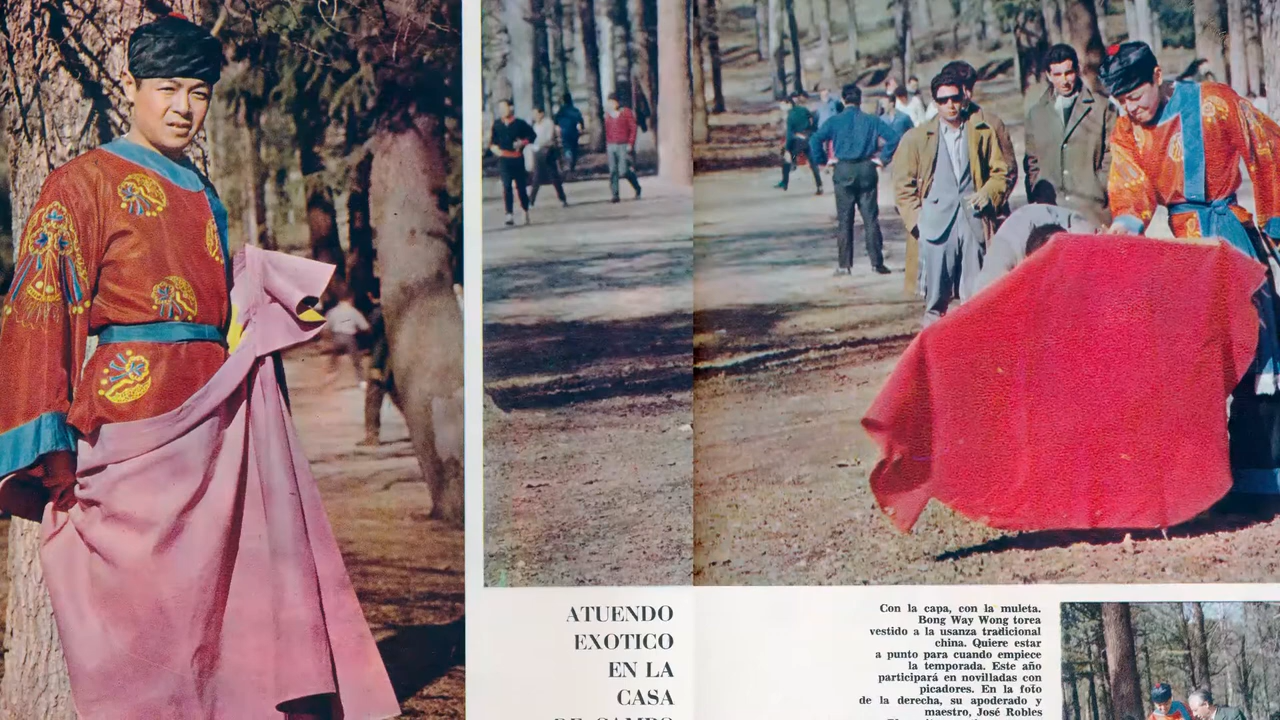 ATUENDO
EXOTICO
EN LA
CASA
DE CAMPO
Con la capa, con la muleta.
Bong Way Wong torea
vestido a la usanza tradicional
china. Quiere estar
a punto para cuando empiece
la temporada. Este año
participará en novilladas con
picadores. En la foto
de la derecha, su apoderado y
maestro, José Robles